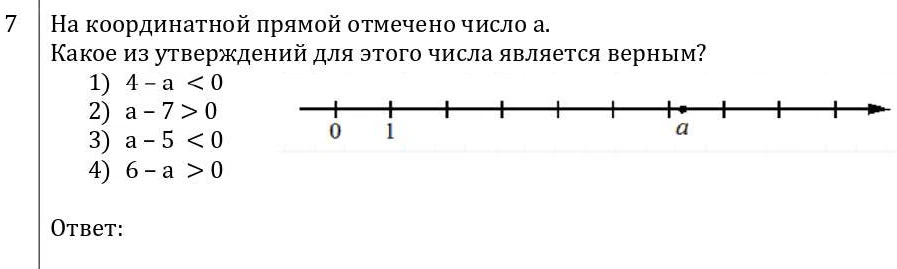 7
На координатной прямой отмечено число а.
Какое из утверждений для этого числа является верным?
1) 4 – а < 0
2) а – 7 > 0
3) а – 5 < 0
4) 6 – а > 0
0 1 a
Ответ: